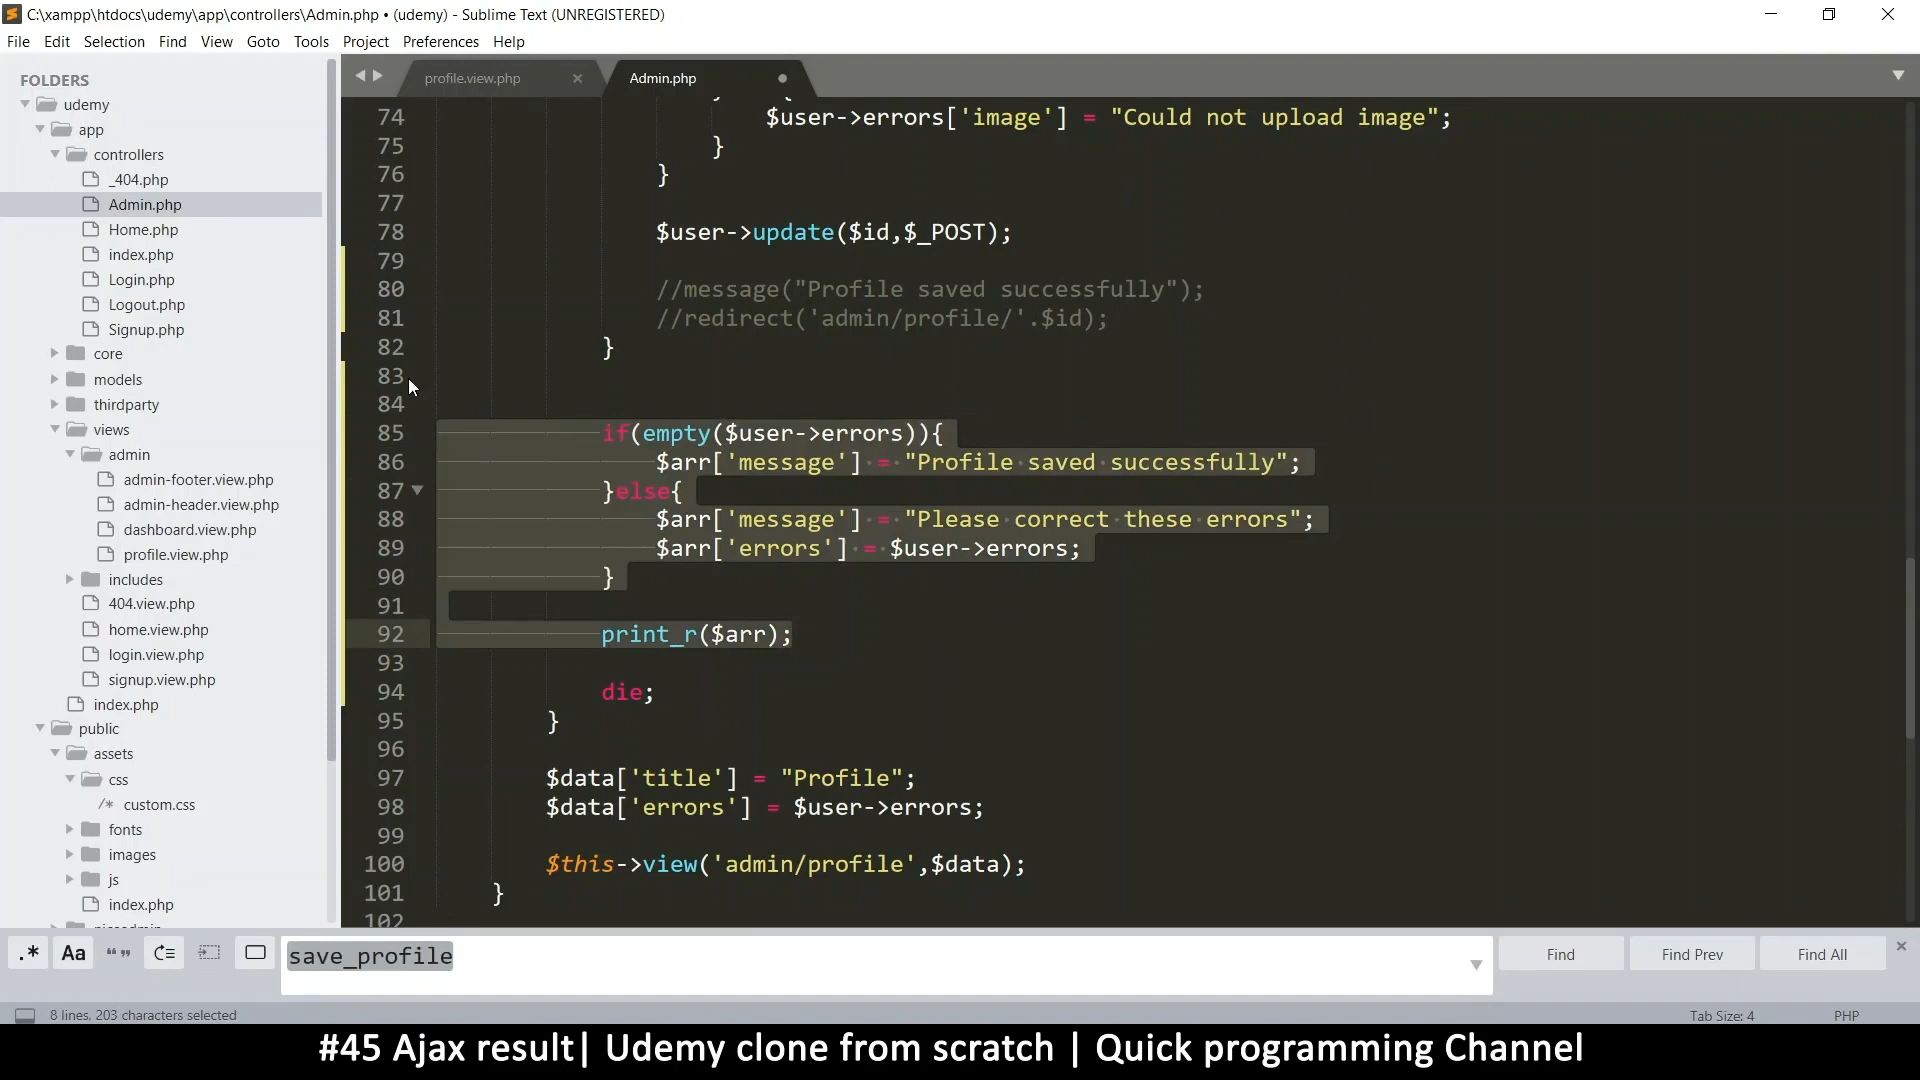 C:\xampp\htdocs\udemy\app\controllers\Admin.php • (udemy) - Sublime Text (UNREGISTERED)
File Edit Selection Find View Goto Tools Project Preferences Help
FOLDERS
udemy
app
controllers
_404.php
Admin.php
Home.php
index.php
Login.php
Logout.php
Signup.php
core
models
thirdparty
views
admin
admin-footer.view.php
admin-header.view.php
dashboard.view.php
profile.view.php
includes
404.view.php
home.view.php
login.view.php
signup.view.php
index.php
public
assets
css
/* custom.css
fonts
images
js
index.php
profile.view.php × Admin.php
74 $user->errors['image'] = "Could not upload image";
75 }
76 }
77
78 $user->update($id,$_POST);
79
80 //message("Profile saved successfully");
81 //redirect('admin/profile/'.$id);
82 }
83
84
85 if(empty($user->errors)){
86 $arr['message'] = "Profile saved successfully";
87 }else{
88 $arr['message'] = "Please correct these errors";
89 $arr['errors'] = $user->errors;
90 }
91
92 print_r($arr);
93
94 die;
95 }
96
97 $data['title'] = "Profile";
98 $data['errors'] = $user->errors;
99
100 $this->view('admin/profile',$data);
101 }
102
.* Aa “” save_profile Find Find Prev Find All ×
8 lines, 203 characters selected Tab Size: 4 PHP
#45 Ajax result| Udemy clone from scratch | Quick programming Channel